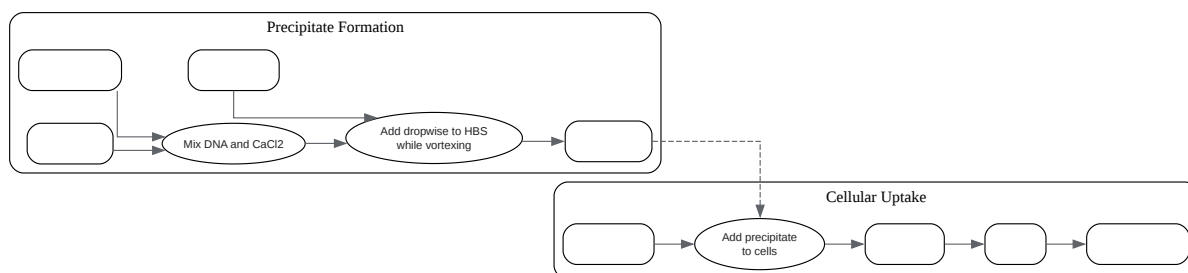 Precipitate Formation
Mix DNA and CaCl2
Add dropwise to HBS
while vortexing
Cellular Uptake
Add precipitate
to cells